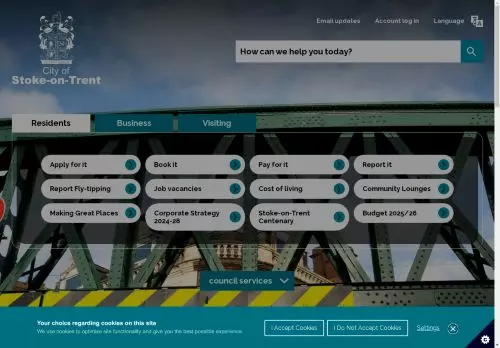 Email updates
Account log in
Language
City of
Stoke-on-Trent
How can we help you today?
Residents
Business
Visiting
Apply for it
Book it
Pay for it
Report it
Report Fly-tipping
Job vacancies
Cost of living
Community Lounges
Making Great Places
Corporate Strategy
2024-28
Stoke-on-Trent
Centenary
Budget 2025/26
council services
Your choice regarding cookies on this site
We use cookies to optimise site functionality and give you the best possible experience.
I Accept Cookies
I Do Not Accept Cookies
Settings